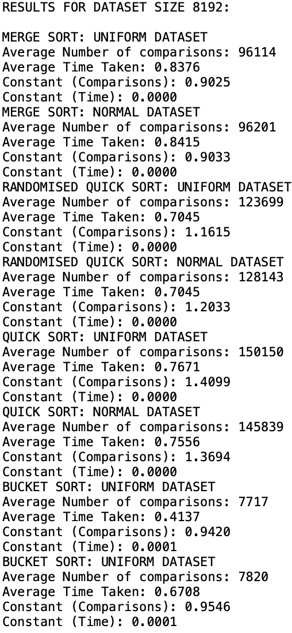 RESULTS FOR DATASET SIZE 8192:
MERGE SORT: UNIFORM DATASET
Average Number of comparisons: 96114
Average Time Taken: 0.8376
Constant (Comparisons): 0.9025
Constant (Time): 0.0000
MERGE SORT: NORMAL DATASET
Average Number of comparisons: 96201
Average Time Taken: 0.8415
Constant (Comparisons): 0.9033
Constant (Time): 0.0000
RANDOMISED QUICK SORT: UNIFORM DATASET
Average Number of comparisons: 123699
Average Time Taken: 0.7045
Constant (Comparisons): 1.1615
Constant (Time): 0.0000
RANDOMISED QUICK SORT: NORMAL DATASET
Average Number of comparisons: 128143
Average Time Taken: 0.7045
Constant (Comparisons): 1.2033
Constant (Time): 0.0000
QUICK SORT: UNIFORM DATASET
Average Number of comparisons: 150150
Average Time Taken: 0.7671
Constant (Comparisons): 1.4099
Constant (Time): 0.0000
QUICK SORT: NORMAL DATASET
Average Number of comparisons: 145839
Average Time Taken: 0.7556
Constant (Comparisons): 1.3694
Constant (Time): 0.0000
BUCKET SORT: UNIFORM DATASET
Average Number of comparisons: 7717
Average Time Taken: 0.4137
Constant (Comparisons): 0.9420
Constant (Time): 0.0001
BUCKET SORT: UNIFORM DATASET
Average Number of comparisons: 7820
Average Time Taken: 0.6708
Constant (Comparisons): 0.9546
Constant (Time): 0.0001